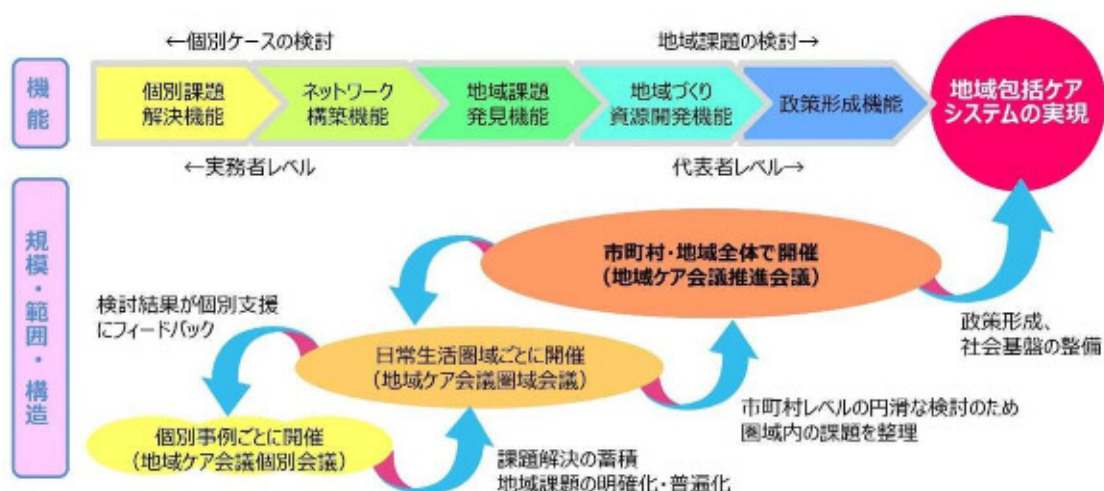 ←個別ケースの検討
地域課題の検討→
機能
個別課題
解決機能
ネットワーク
構築機能
地域課題
発見機能
地域づくり
資源開発機能
政策形成機能
地域包括ケア
システムの実現
←実務者レベル
代表者レベル→
規模・範囲・構造
市町村・地域全体で開催
(地域ケア会議推進会議)
検討結果が個別支援
にフィードバック
政策形成、
社会基盤の整備
日常生活圏域ごとに開催
(地域ケア会議圏域会議)
市町村レベルの円滑な検討のため
圏域内の課題を整理
個別事例ごとに開催
(地域ケア会議個別会議)
課題解決の蓄積
地域課題の明確化・普遍化